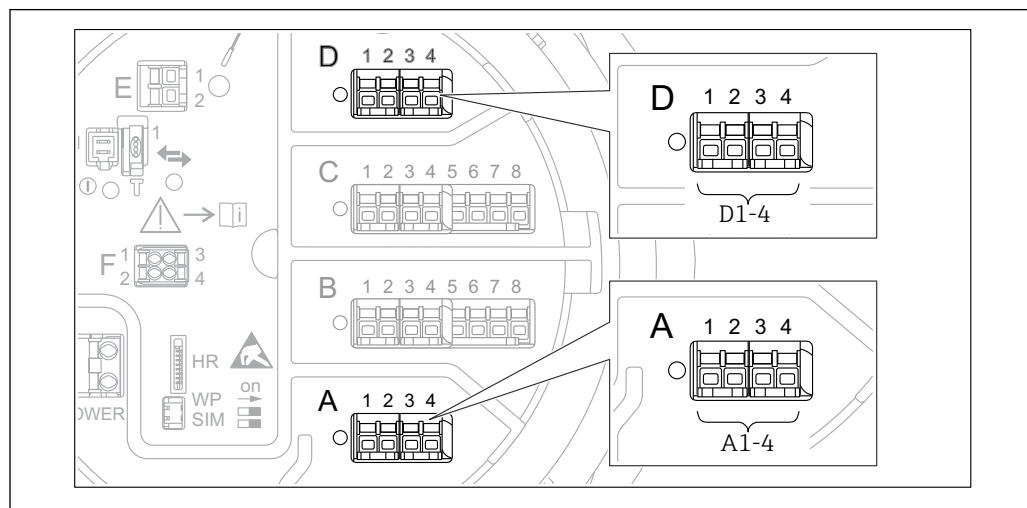 D 1 2 3 4
E 1
2
1
C 1 2 3 4 5 6 7 8
i
F 1 3
2 4
B 1 2 3 4 5 6 7 8
HR
on
WP
SIM
OWER
A 1 2 3 4
D 1 2 3 4
D1-4
A 1 2 3 4
A1-4